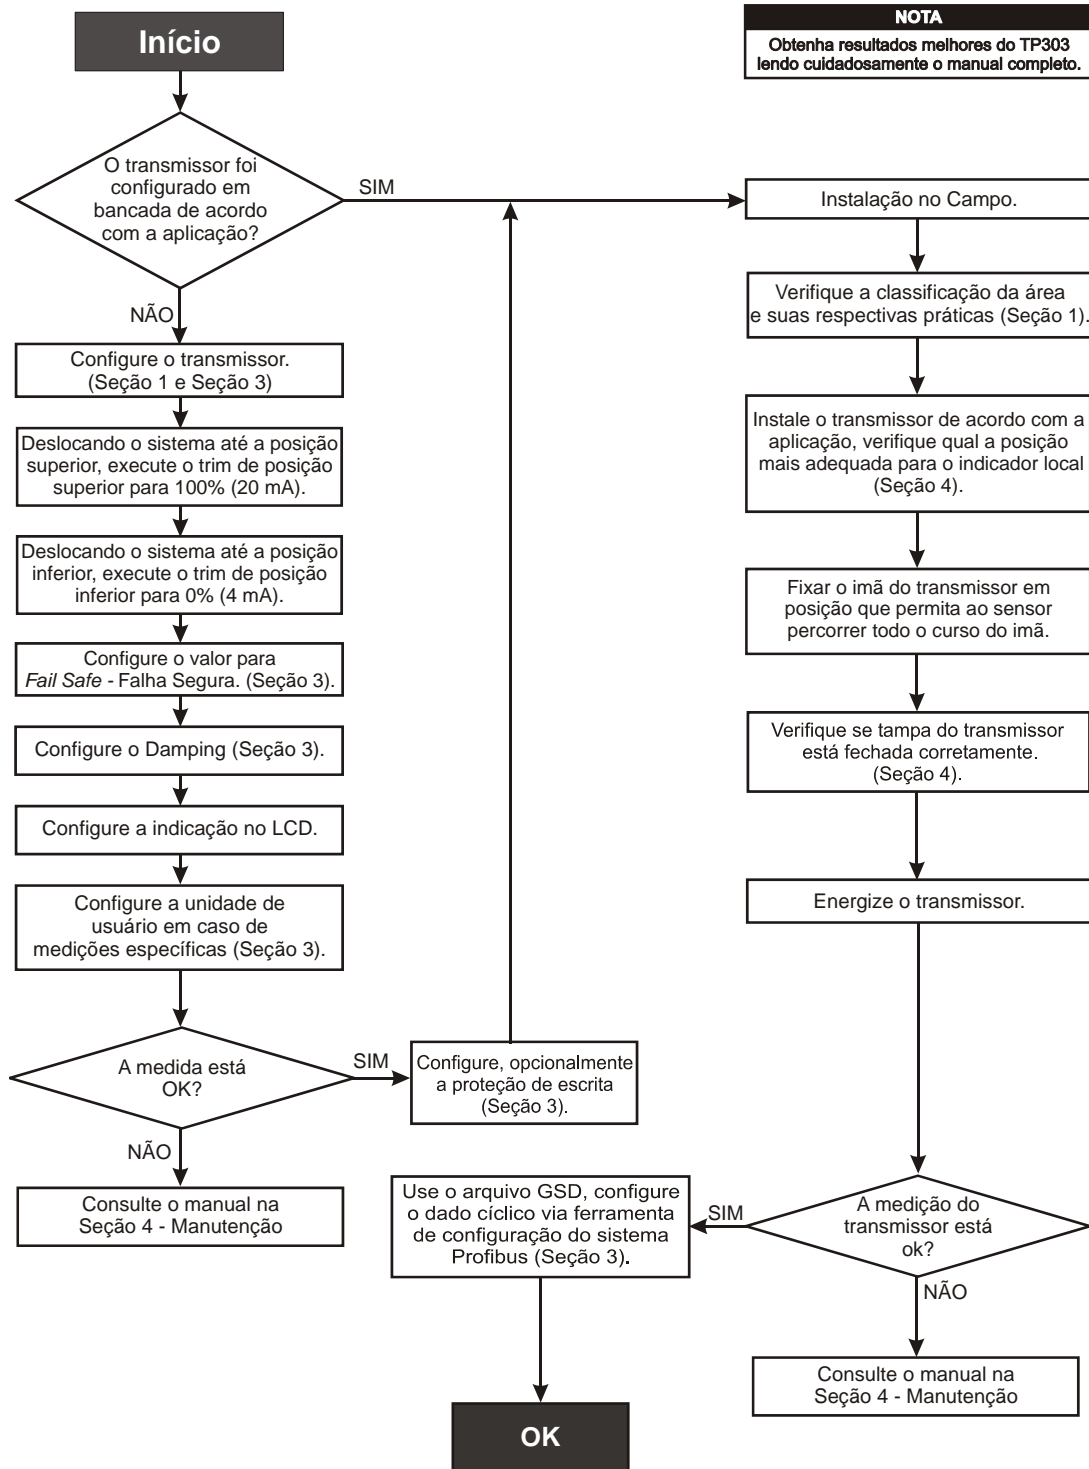 Início
NOTA
Obtenha resultados melhores do TP303
lendo cuidadosamente o manual completo.
O transmissor foi
configurado em
bancada de acordo
com a aplicação?
SIM
NÃO
Configure o transmissor.
(Seção 1 e Seção 3)
Deslocando o sistema até a posição
superior, execute o trim de posição
superior para 100% (20 mA).
Deslocando o sistema até a posição
inferior, execute o trim de posição
inferior para 0% (4 mA).
Configure o valor para
Fail Safe - Falha Segura. (Seção 3).
Configure o Damping (Seção 3).
Configure a indicação no LCD.
Configure a unidade de
usuário em caso de
medições específicas (Seção 3).
A medida está
OK?
SIM
NÃO
Configure, opcionalmente
a proteção de escrita
(Seção 3).
Consulte o manual na
Seção 4 - Manutenção
Instalação no Campo.
Verifique a classificação da área
e suas respectivas práticas (Seção 1).
Instale o transmissor de acordo com a
aplicação, verifique qual a posição
mais adequada para o indicador local
(Seção 4).
Fixar o imã do transmissor em
posição que permita ao sensor
percorrer todo o curso do imã.
Verifique se tampa do transmissor
está fechada corretamente.
(Seção 4).
Energize o transmissor.
A medição do
transmissor está
ok?
SIM
NÃO
Use o arquivo GSD, configure
o dado cíclico via ferramenta
de configuração do sistema
Profibus (Seção 3).
Consulte o manual na
Seção 4 - Manutenção
OK